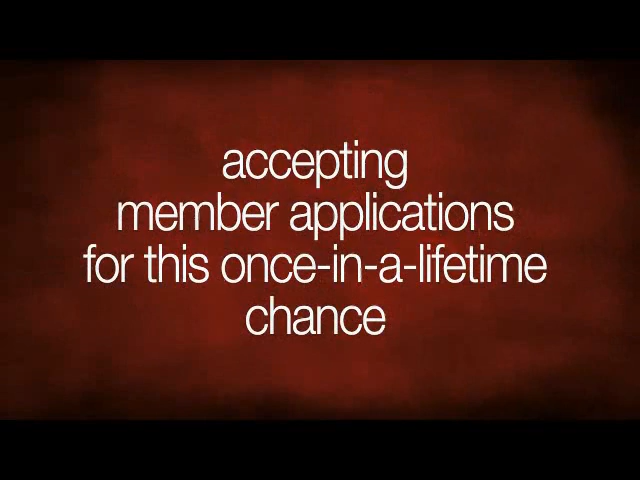 accepting
member applications
for this once-in-a-lifetime
chance